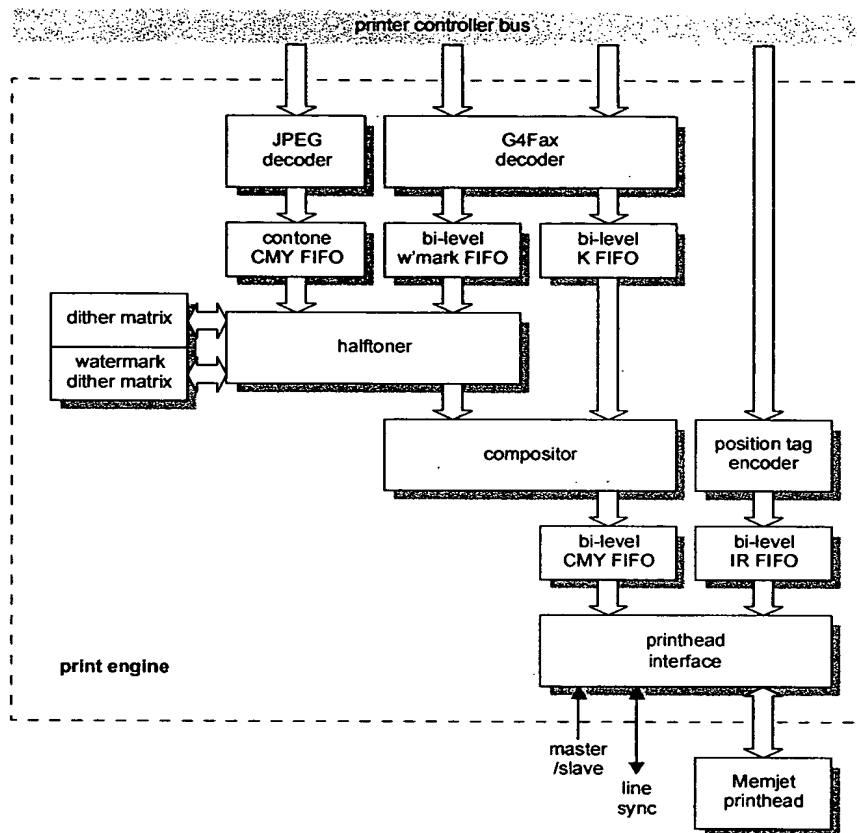 printer controller bus
JPEG
decoder
G4Fax
decoder
contone
CMY FIFO
bi-level
w'mark FIFO
bi-level
K FIFO
dither matrix
watermark
dither matrix
halftoner
compositor
position tag
encoder
bi-level
CMY FIFO
bi-level
IR FIFO
print engine
printhead
interface
master
/slave
line
sync
Memjet
printhead